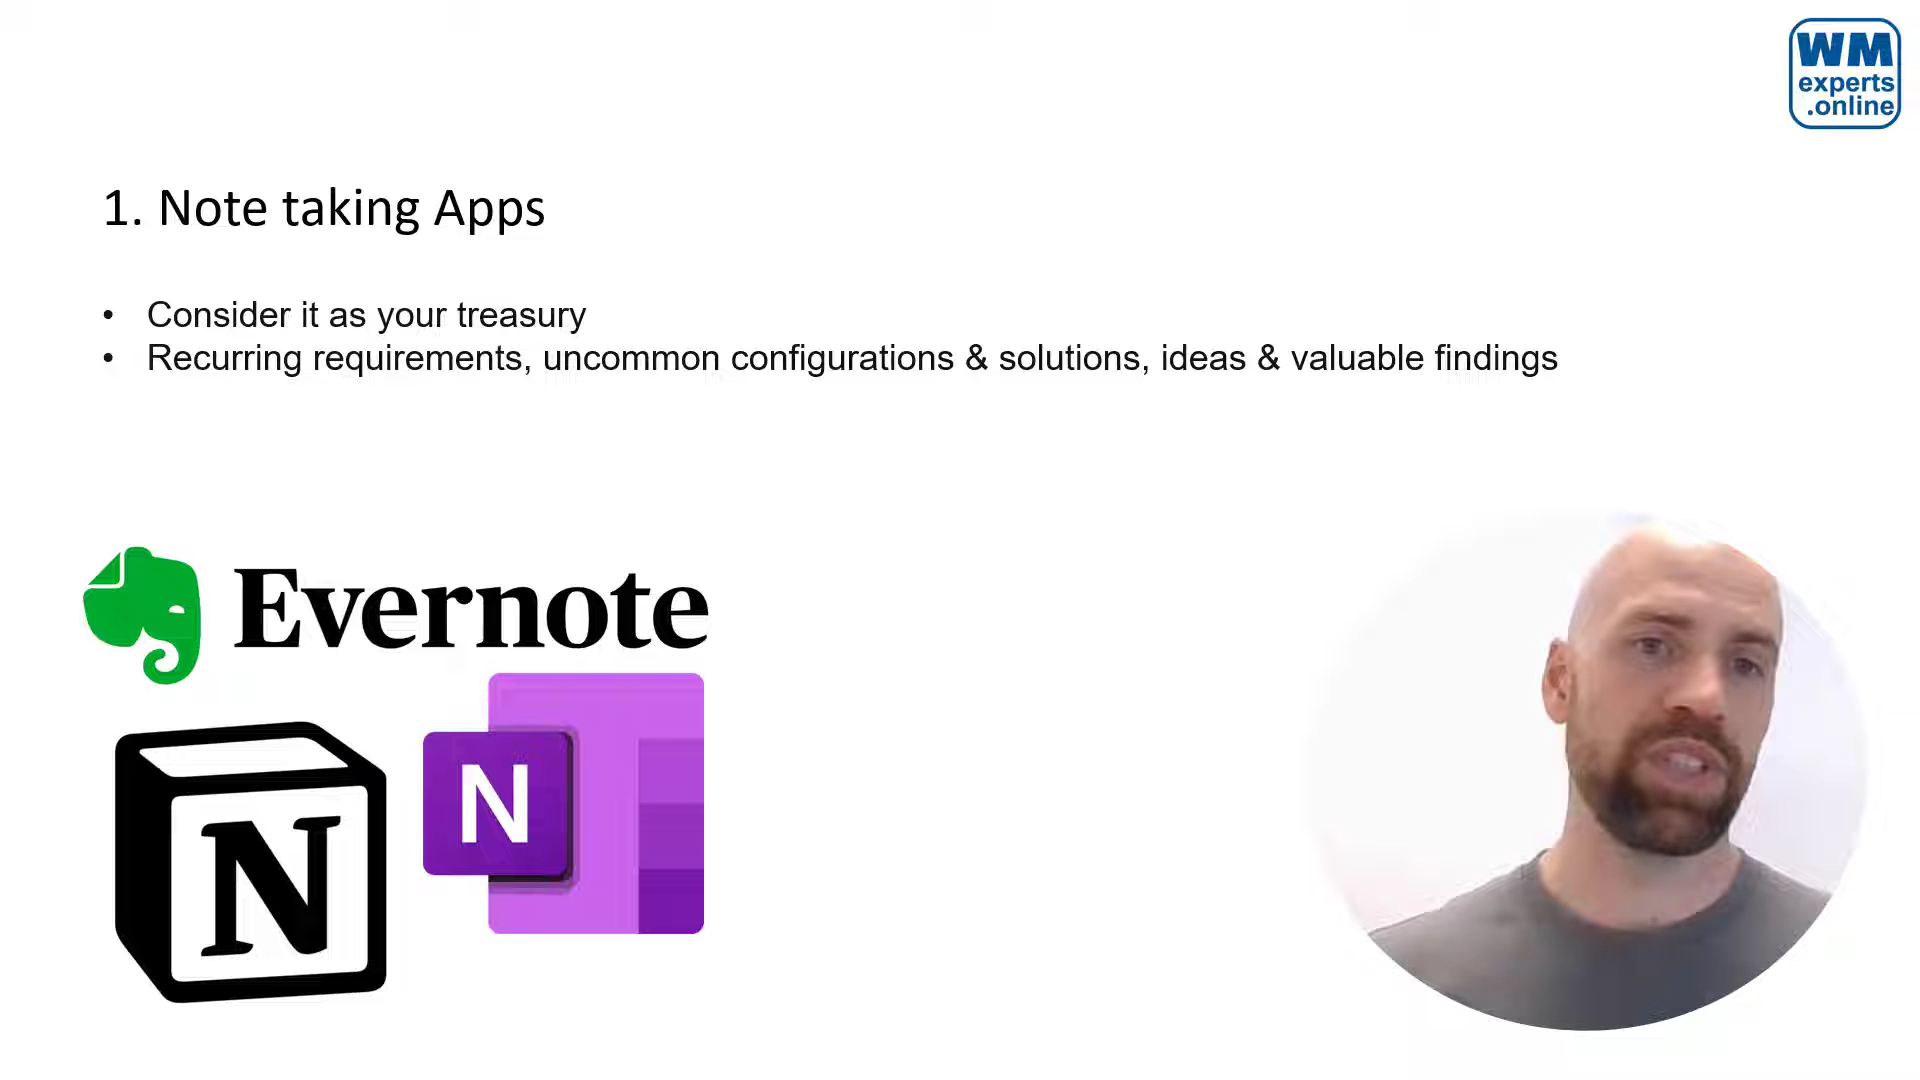 WM
experts
.online
1. Note taking Apps
• Consider it as your treasury
• Recurring requirements, uncommon configurations & solutions, ideas & valuable findings
Evernote
N
N